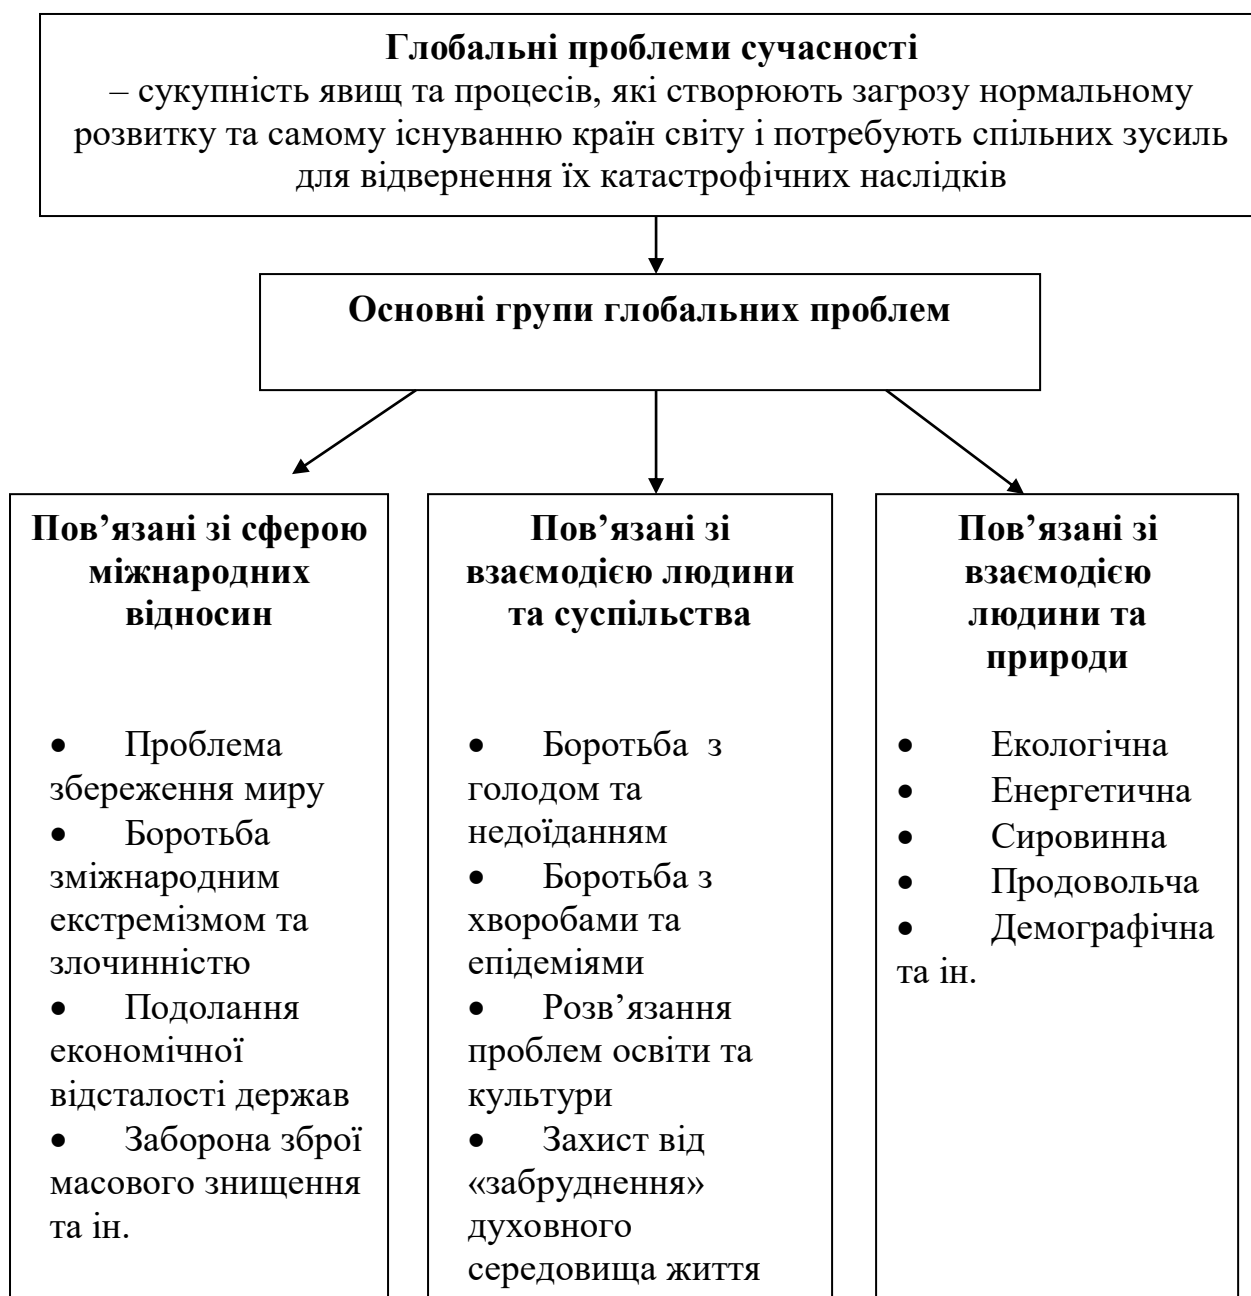 Глобальні проблеми сучасності
– сукупність явищ та процесів, які створюють загрозу нормальному
розвитку та самому існуванню країн світу і потребують спільних зусиль
для відвернення їх катастрофічних наслідків
Основні групи глобальних проблем
Пов’язані зі сферою
міжнародних
відносин
• Проблема
збереження миру
• Боротьба
зміжнародним
екстремізмом та
злочинністю
• Подолання
економічної
відсталості держав
• Заборона зброї
масового знищення
та ін.
Пов’язані зі
взаємодією людини
та суспільства
• Боротьба з
голодом та
недоїданням
• Боротьба з
хворобами та
епідеміями
• Розв’язання
проблем освіти та
культури
• Захист від
«забруднення»
духовного
середовища життя
Пов’язані зі
взаємодією
людини та
природи
• Екологічна
• Енергетична
• Сировинна
• Продовольча
• Демографічна
та ін.